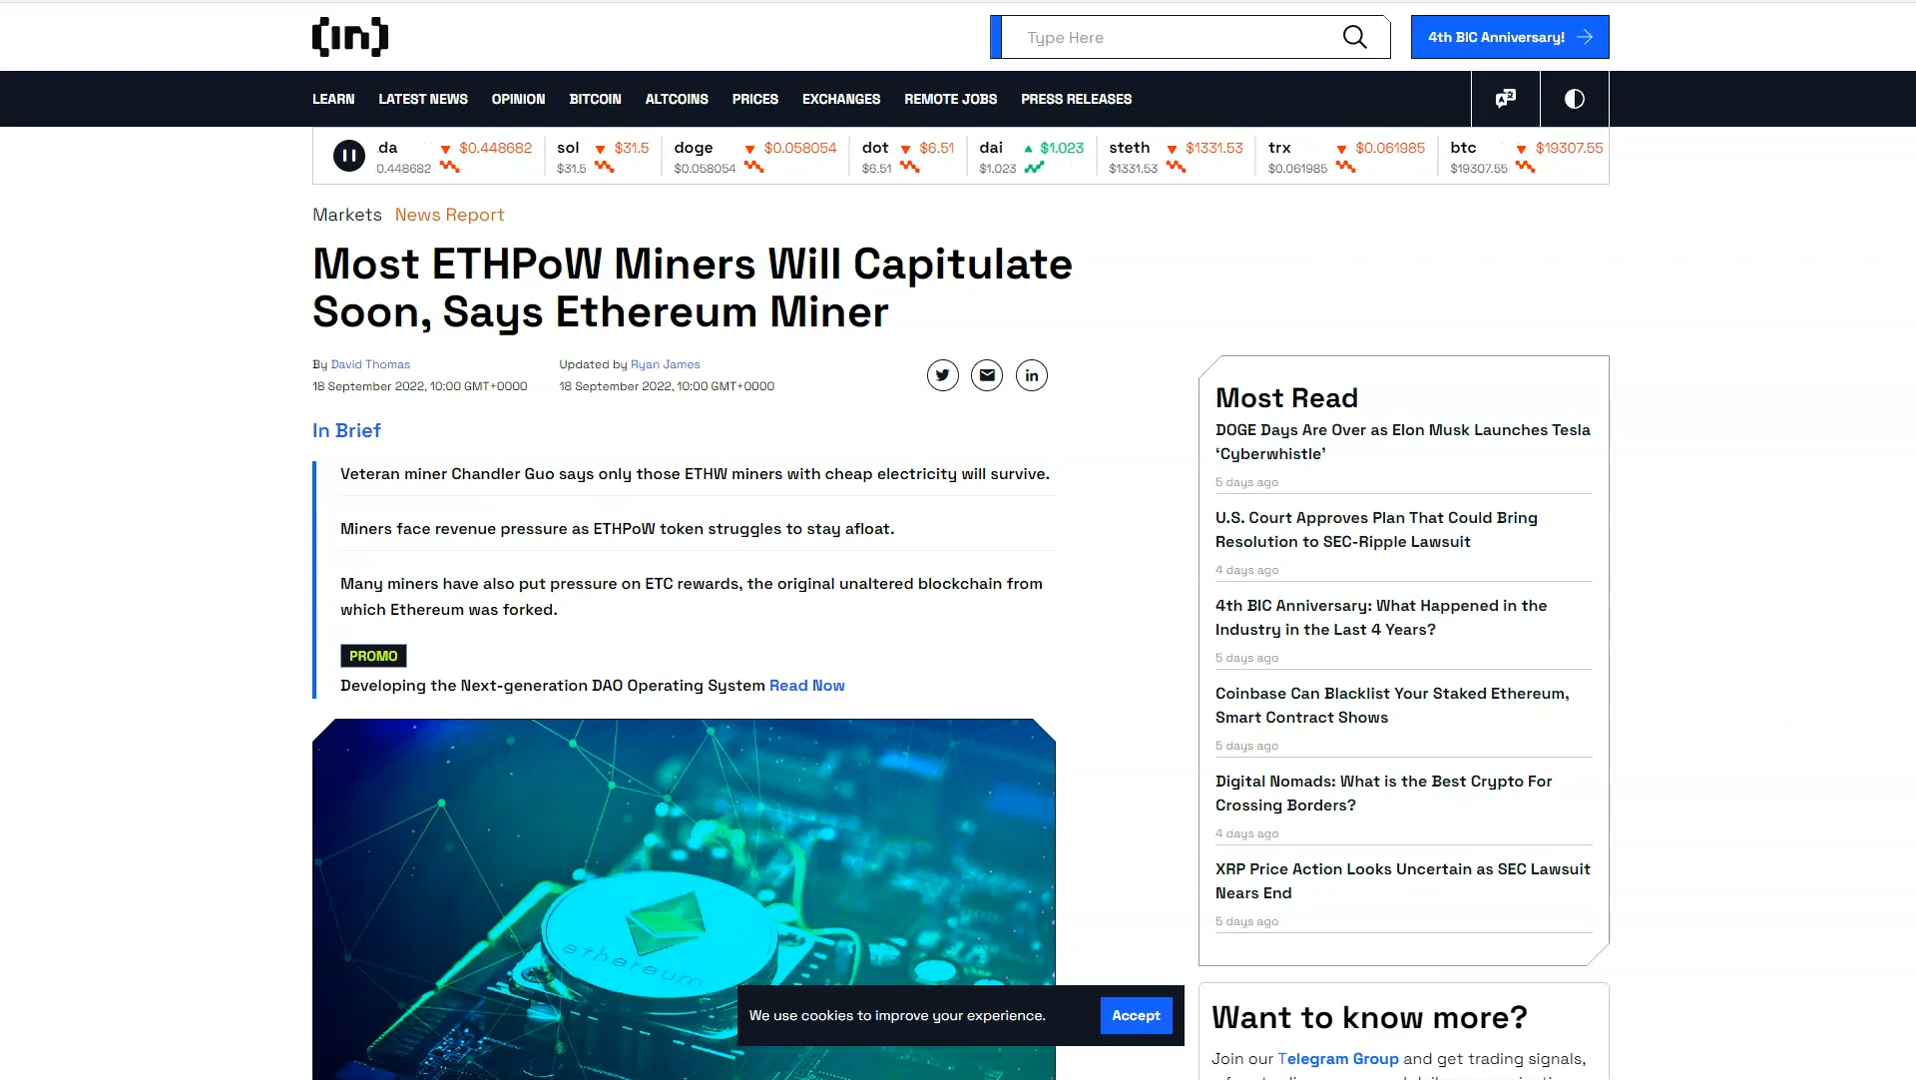 [in]
Type Here
4th BIC Anniversary!
LEARN LATEST NEWS OPINION BITCOIN ALTCOINS PRICES EXCHANGES REMOTE JOBS PRESS RELEASES
da $0.448682 sol $31.5 doge $0.058054 dot $6.51 dai $1.023 steth $1331.53 trx $0.061985 btc $19307.55
0.448682 $31.5 $0.058054 $6.51 $1.023 $1331.53 $0.061985 $19307.55
Markets News Report
Most ETHPoW Miners Will Capitulate
Soon, Says Ethereum Miner
By David Thomas Updated by Ryan James
18 September 2022, 10:00 GMT+0000 18 September 2022, 10:00 GMT+0000
In Brief
Veteran miner Chandler Guo says only those ETHW miners with cheap electricity will survive.
Miners face revenue pressure as ETHPoW token struggles to stay afloat.
Many miners have also put pressure on ETC rewards, the original unaltered blockchain from
which Ethereum was forked.
PROMO
Developing the Next-generation DAO Operating System Read Now
ethereum
We use cookies to improve your experience. Accept
Most Read
DOGE Days Are Over as Elon Musk Launches Tesla
‘Cyberwhistle’
5 days ago
U.S. Court Approves Plan That Could Bring
Resolution to SEC-Ripple Lawsuit
4 days ago
4th BIC Anniversary: What Happened in the
Industry in the Last 4 Years?
5 days ago
Coinbase Can Blacklist Your Staked Ethereum,
Smart Contract Shows
5 days ago
Digital Nomads: What is the Best Crypto For
Crossing Borders?
4 days ago
XRP Price Action Looks Uncertain as SEC Lawsuit
Nears End
5 days ago
Want to know more?
Join our Telegram Group and get trading signals,